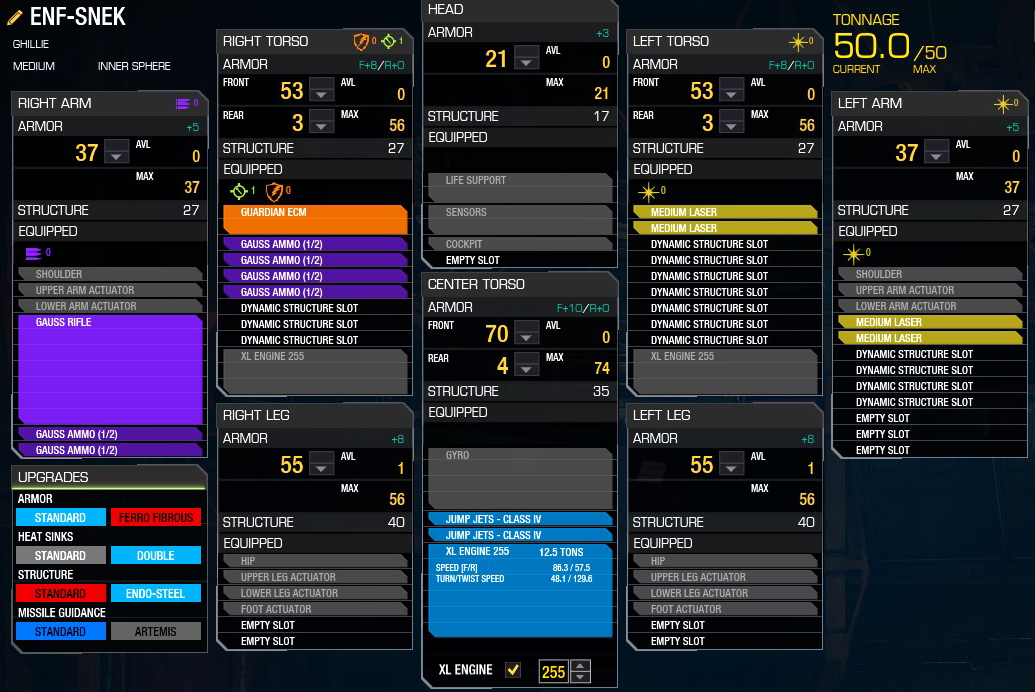 ENF-SNEK
GHILLIE
MEDIUM INNER SPHERE
TONNAGE
50.0/50
CURRENT MAX
RIGHT ARM 0
ARMOR +5
37 AVL 0
MAX 37
STRUCTURE 27
EQUIPPED
0
SHOULDER
UPPER ARM ACTUATOR
LOWER ARM ACTUATOR
GAUSS RIFLE
GAUSS AMMO (1/2)
GAUSS AMMO (1/2)
UPGRADES
ARMOR
STANDARD FERRO FIBROUS
HEAT SINKS
STANDARD DOUBLE
STRUCTURE
STANDARD ENDO-STEEL
MISSILE GUIDANCE
STANDARD ARTEMIS
RIGHT TORSO 0 1
ARMOR F+8/R+0
FRONT 53 AVL 0
REAR 3 MAX 56
STRUCTURE 27
EQUIPPED
1 0
GUARDIAN ECM
GAUSS AMMO (1/2)
GAUSS AMMO (1/2)
GAUSS AMMO (1/2)
GAUSS AMMO (1/2)
DYNAMIC STRUCTURE SLOT
DYNAMIC STRUCTURE SLOT
DYNAMIC STRUCTURE SLOT
XL ENGINE 255
RIGHT LEG
ARMOR +8
55 AVL 1
MAX 56
STRUCTURE 40
EQUIPPED
HIP
UPPER LEG ACTUATOR
LOWER LEG ACTUATOR
FOOT ACTUATOR
EMPTY SLOT
EMPTY SLOT
HEAD
ARMOR +3
21 AVL 0
MAX 21
STRUCTURE 17
EQUIPPED
LIFE SUPPORT
SENSORS
COCKPIT
EMPTY SLOT
CENTER TORSO
ARMOR F+10/R+0
FRONT 70 AVL 0
REAR 4 MAX 74
STRUCTURE 35
EQUIPPED
GYRO
JUMP JETS - CLASS IV
JUMP JETS - CLASS IV
XL ENGINE 255 12.5 TONS
SPEED [F/R] 86.3 / 57.5
TURN/TWIST SPEED 48.1 / 129.6
XL ENGINE 255
LEFT TORSO 0
ARMOR F+8/R+0
FRONT 53 AVL 0
REAR 3 MAX 56
STRUCTURE 27
EQUIPPED
0
MEDIUM LASER
MEDIUM LASER
DYNAMIC STRUCTURE SLOT
DYNAMIC STRUCTURE SLOT
DYNAMIC STRUCTURE SLOT
DYNAMIC STRUCTURE SLOT
DYNAMIC STRUCTURE SLOT
DYNAMIC STRUCTURE SLOT
DYNAMIC STRUCTURE SLOT
XL ENGINE 255
LEFT LEG
ARMOR +8
55 AVL 1
MAX 56
STRUCTURE 40
EQUIPPED
HIP
UPPER LEG ACTUATOR
LOWER LEG ACTUATOR
FOOT ACTUATOR
EMPTY SLOT
EMPTY SLOT
LEFT ARM 0
ARMOR +5
37 AVL 0
MAX 37
STRUCTURE 27
EQUIPPED
0
SHOULDER
UPPER ARM ACTUATOR
LOWER ARM ACTUATOR
MEDIUM LASER
MEDIUM LASER
DYNAMIC STRUCTURE SLOT
DYNAMIC STRUCTURE SLOT
DYNAMIC STRUCTURE SLOT
DYNAMIC STRUCTURE SLOT
EMPTY SLOT
EMPTY SLOT
EMPTY SLOT